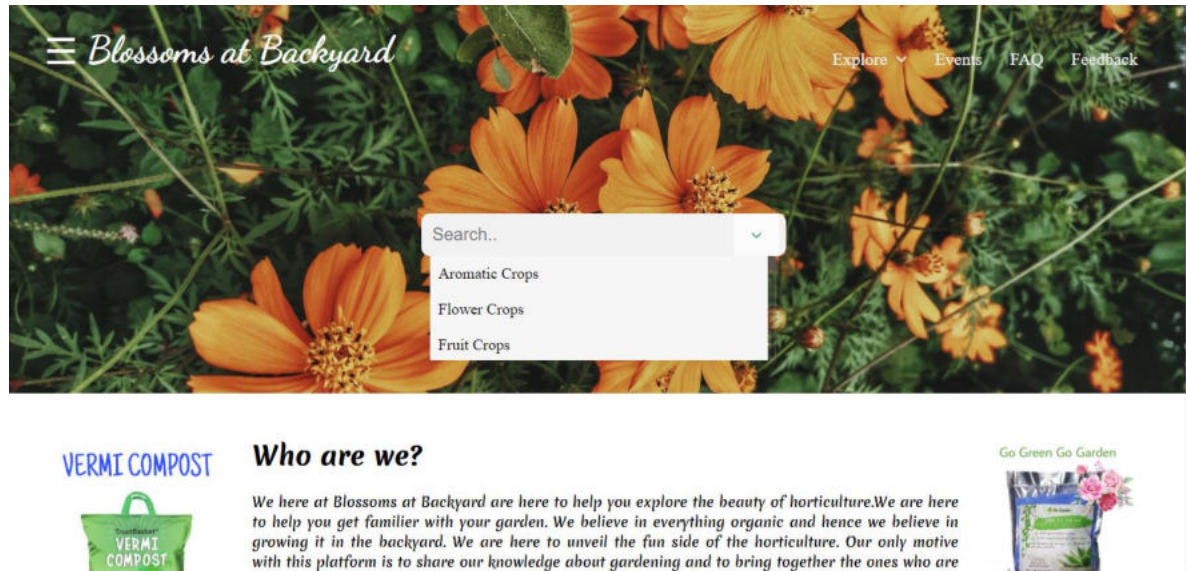 Blossoms at Backyard
Explore Events FAQ Feedback
Search..
Aromatic Crops
Flower Crops
Fruit Crops
VERMI COMPOST
TrustBasket
VERMI
COMPOST
Who are we?
We here at Blossoms at Backyard are here to help you explore the beauty of horticulture.We are here
to help you get familier with your garden. We believe in everything organic and hence we believe in
growing it in the backyard. We are here to unveil the fun side of the horticulture. Our only motive
with this platform is to share our knowledge about gardening and to bring together the ones who are
Go Green Go Garden